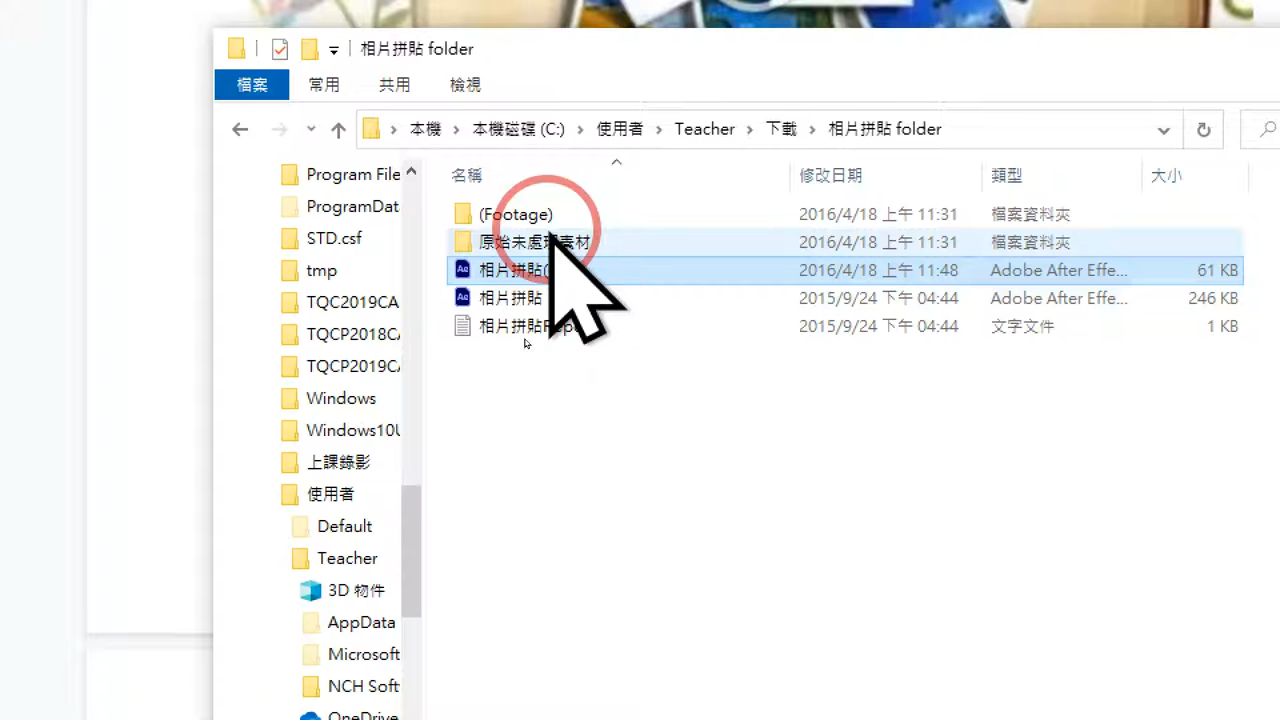 相片拼貼 folder
檔案 常用 共用 檢視
本機 本機磁碟 (C:) 使用者 Teacher 下載 相片拼貼 folder
名稱 修改日期 類型 大小
(Footage) 2016/4/18 上午 11:31 檔案資料夾
原始未處理素材 2016/4/18 上午 11:31 檔案資料夾
Ae 相片拼貼( 2016/4/18 上午 11:48 Adobe After Effe... 61 KB
Ae 相片拼貼 2015/9/24 下午 04:44 Adobe After Effe... 246 KB
相片拼貼 2015/9/24 下午 04:44 文字文件 1 KB
Program File
ProgramDat
STD.csf
tmp
TQC2019CA
TQCP2018C
TQCP2019C
Windows
Windows10U
上課錄影
使用者
Default
Teacher
3D 物件
AppData
Microsoft
NCH Soft
OneDrive